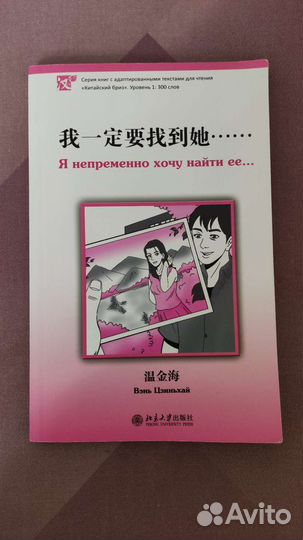 Серия книг с адаптированными текстами для чтения
«Китайский бриз». Уровень 1: 300 слов
我一定要找到她……
Я непременно хочу найти ее...
温金海
Вэнь Цзиньхай
北京大学出版社
PEKING UNIVERSITY PRESS
Avito